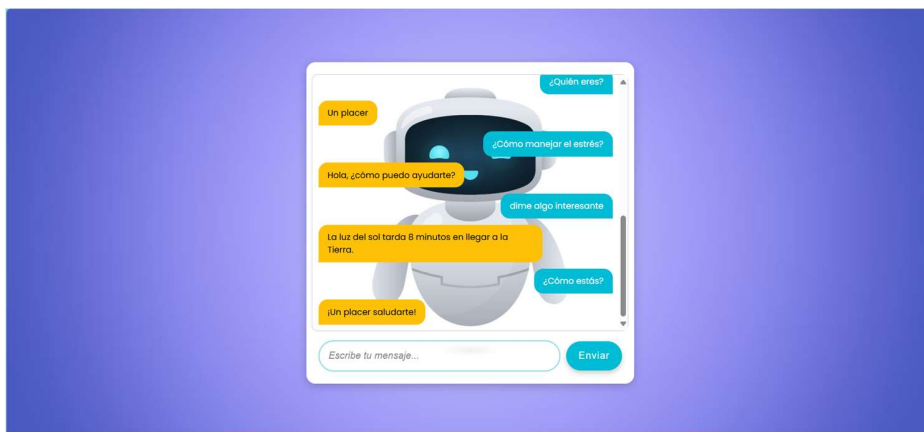 ¿Quién eres?
Un placer
¿Cómo manejar el estrés?
Hola, ¿cómo puedo ayudarte?
dime algo interesante
La luz del sol tarda 8 minutos en llegar a la
Tierra.
¿Cómo estás?
¡Un placer saludarte!
Escribe tu mensaje...
Enviar